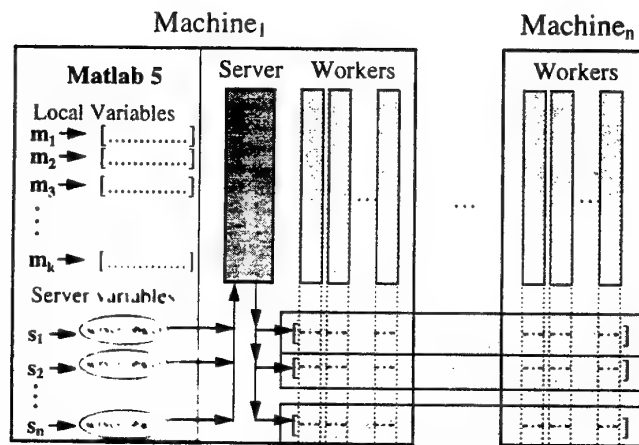 Machine₁
Machineₙ
Matlab 5
Server
Workers
Workers
Local Variables
m₁ [..............]
m₂ [..............]
m₃ [..............]
⋮
mₖ [..............]
...
...
...
Server variables
s₁
s₂
⋮
sₙ